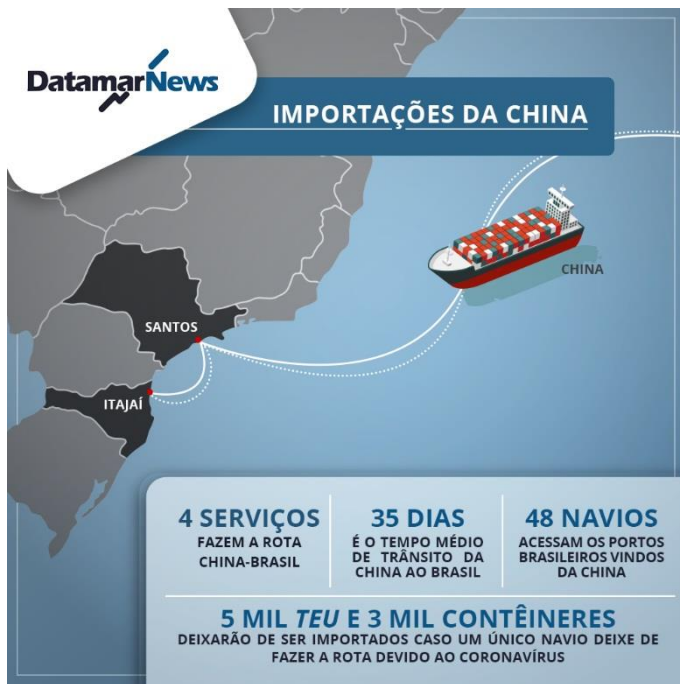 DatamarNews
IMPORTAÇÕES DA CHINA
CHINA
SANTOS
ITAJAÍ
4 SERVIÇOS
FAZEM A ROTA
CHINA-BRASIL
35 DIAS
É O TEMPO MÉDIO
DE TRÂNSITO DA
CHINA AO BRASIL
48 NAVIOS
ACESSAM OS PORTOS
BRASILEIROS VINDOS
DA CHINA
5 MIL TEU E 3 MIL CONTÊINERES
DEIXARÃO DE SER IMPORTADOS CASO UM ÚNICO NAVIO DEIXE DE
FAZER A ROTA DEVIDO AO CORONAVÍRUS